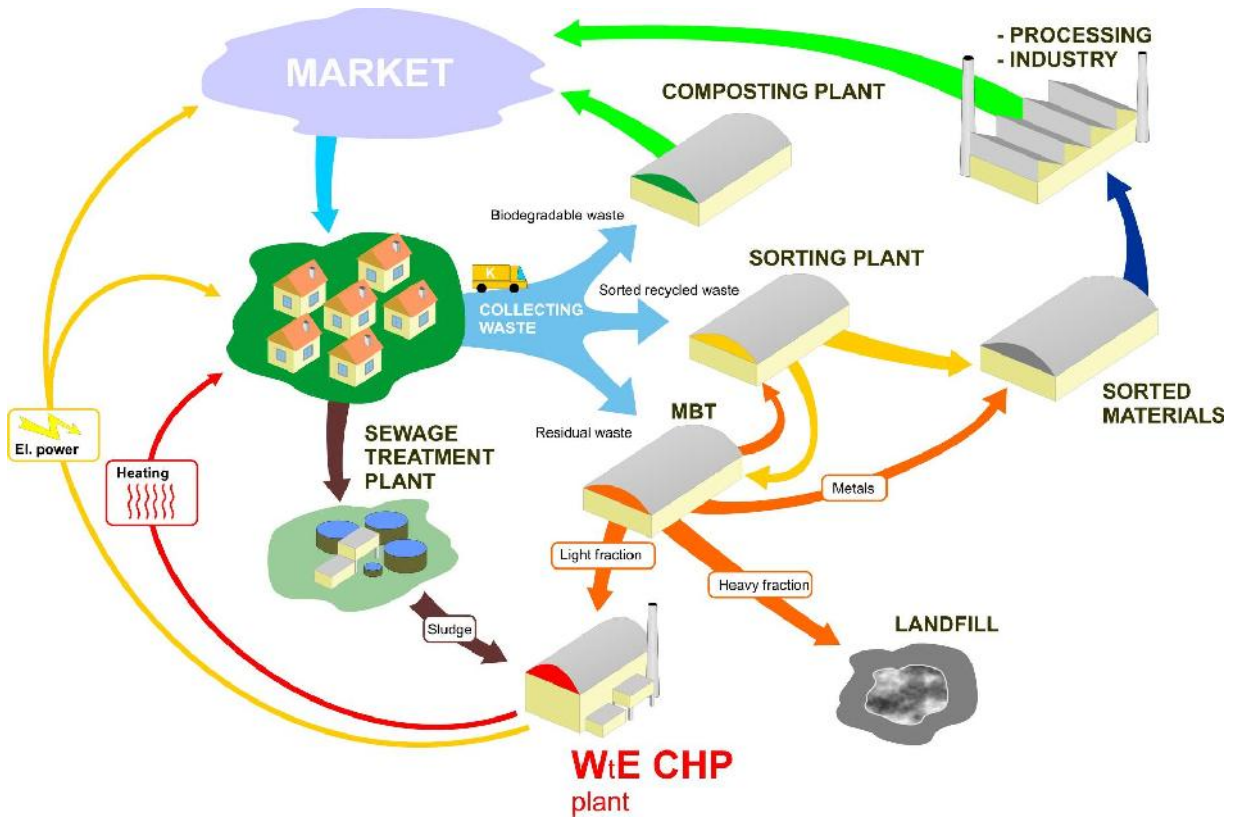 MARKET
- PROCESSING
- INDUSTRY
COMPOSTING PLANT
Biodegradable waste
SORTING PLANT
K
Sorted recycled waste
COLLECTING
WASTE
SORTED
MATERIALS
MBT
Residual waste
SEWAGE
TREATMENT
PLANT
El. power
Heating
Metals
Light fraction
Heavy fraction
Sludge
LANDFILL
WtE CHP
plant